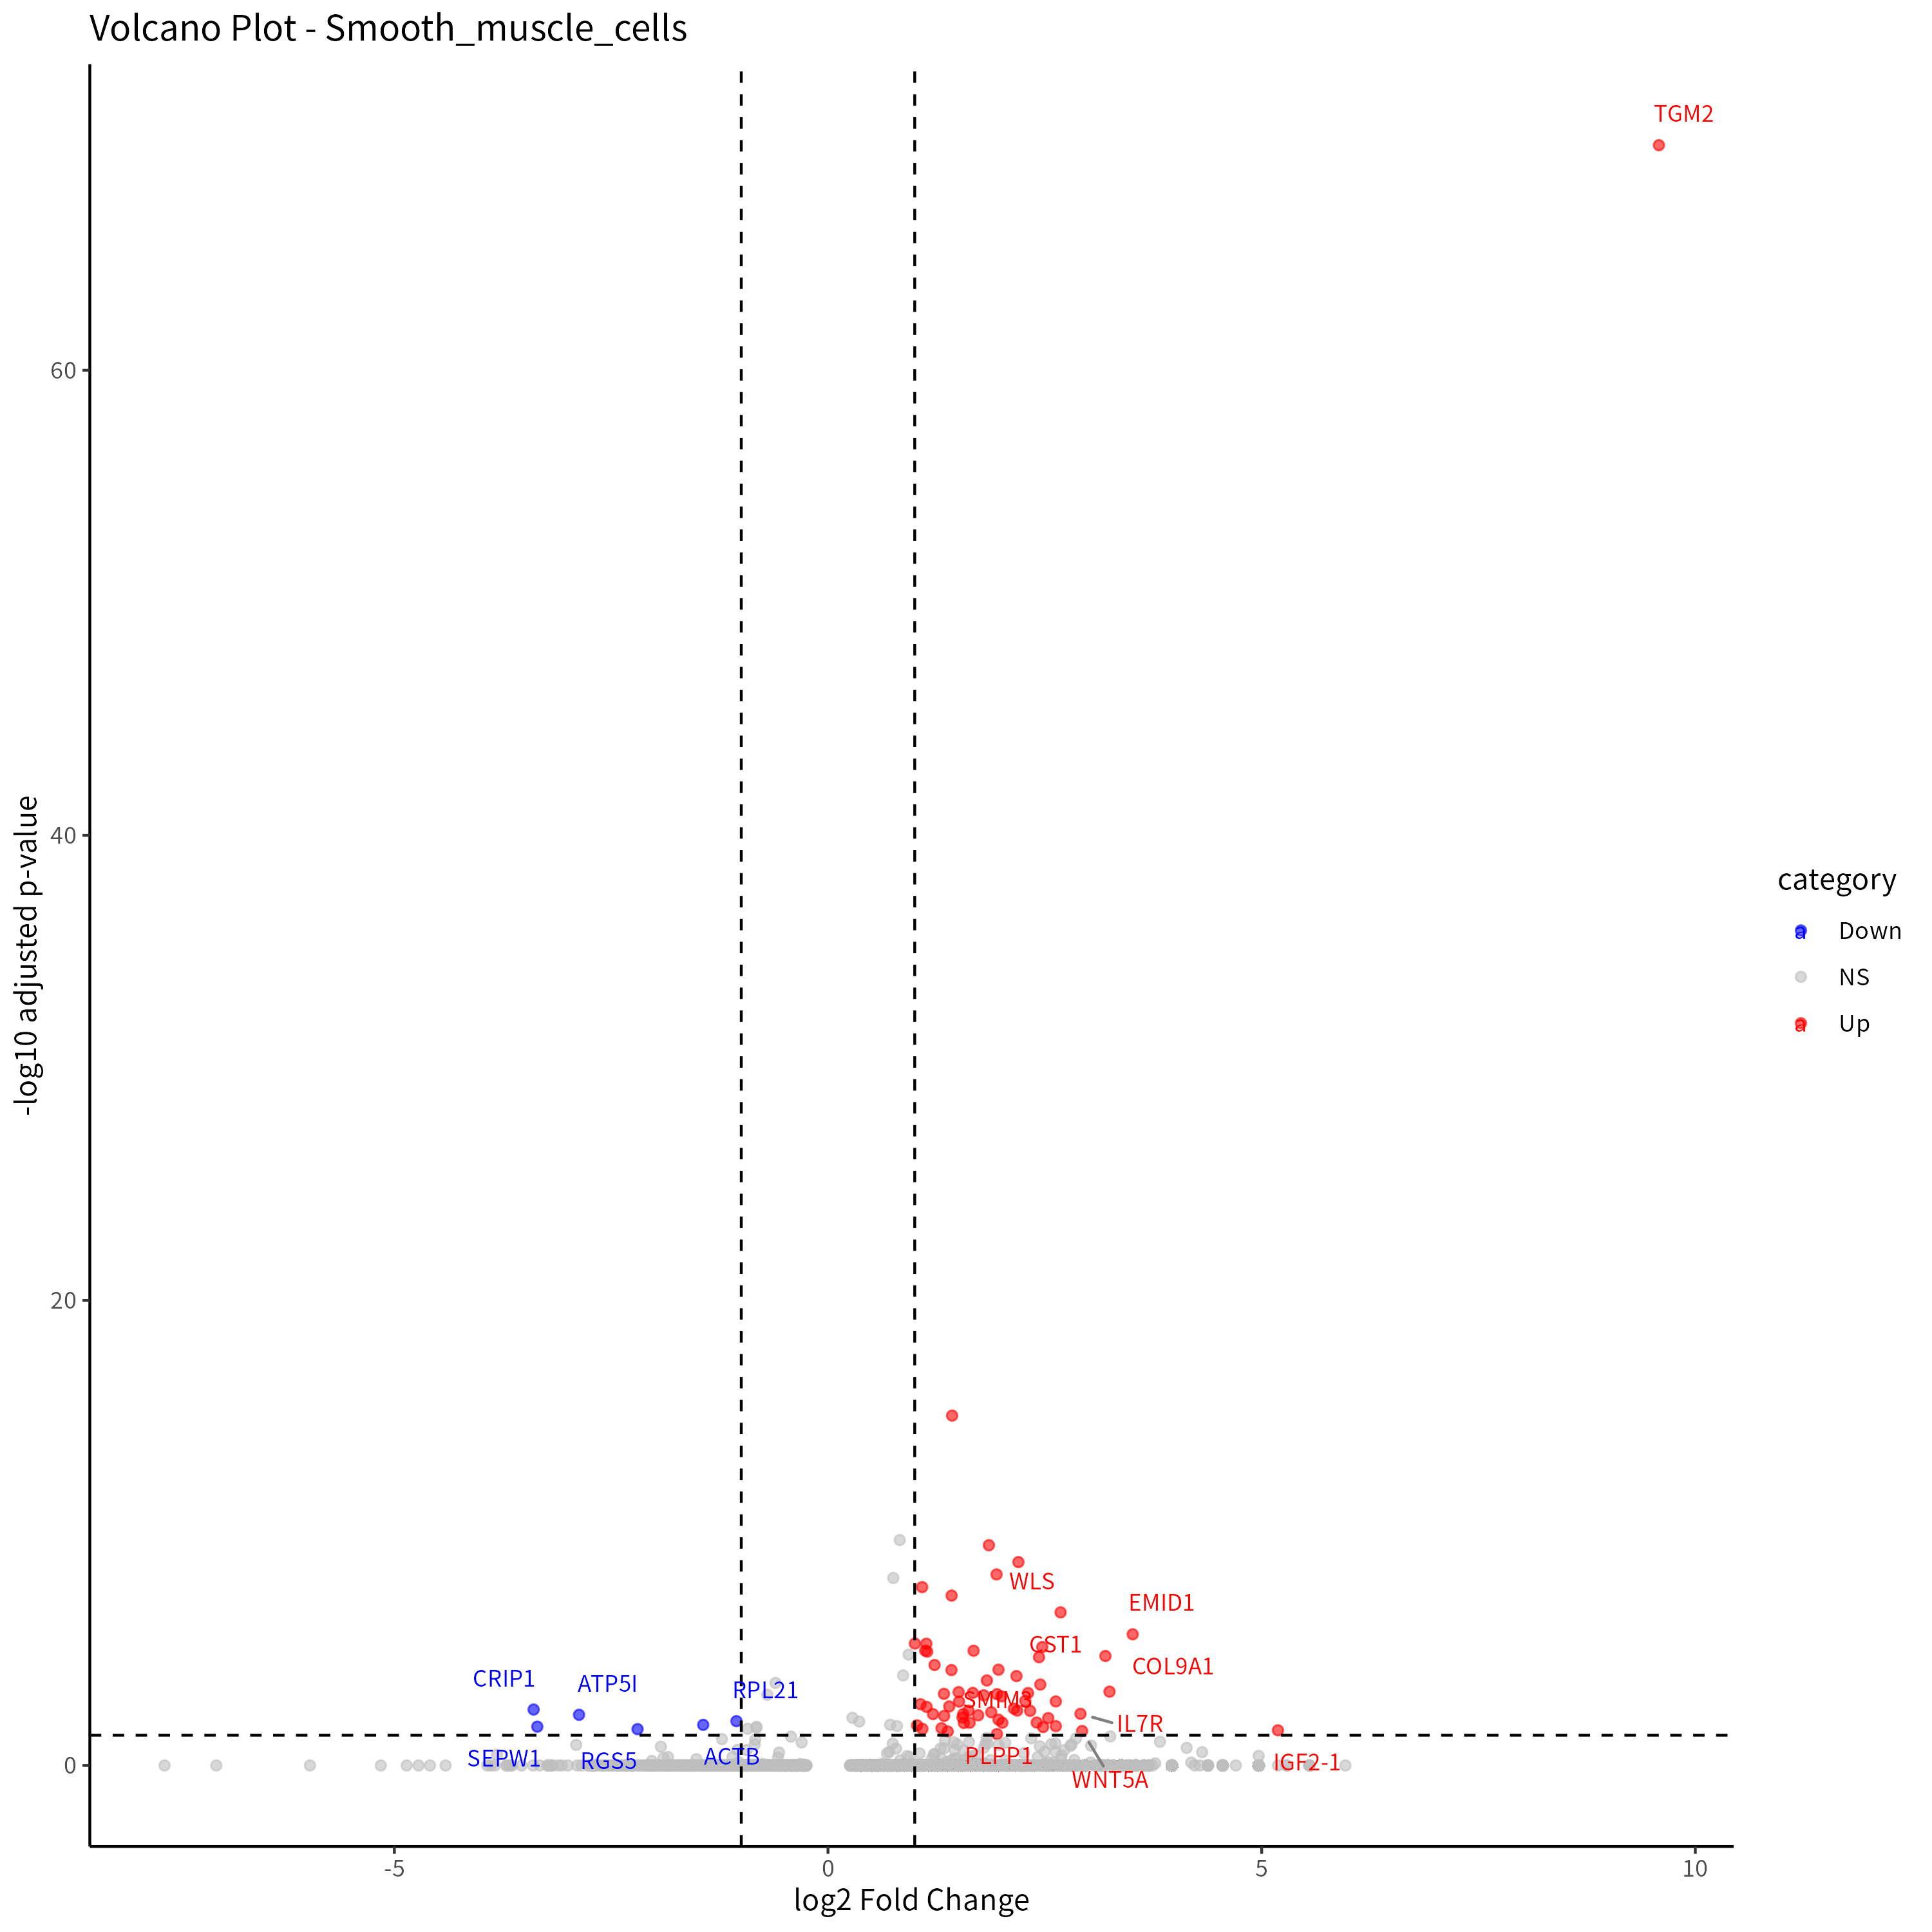 Volcano Plot - Smooth_muscle_cells
TGM2
60
40
20
0
-log10 adjusted p-value
category
a Down
NS
a Up
WLS
EMID1
CST1
COL9A1
CRIP1
ATP5I
RPL21
SMIM3
IL7R
SEPW1
RGS5
ACTB
PLPP1
IGF2-1
WNT5A
-5
0
5
10
log2 Fold Change